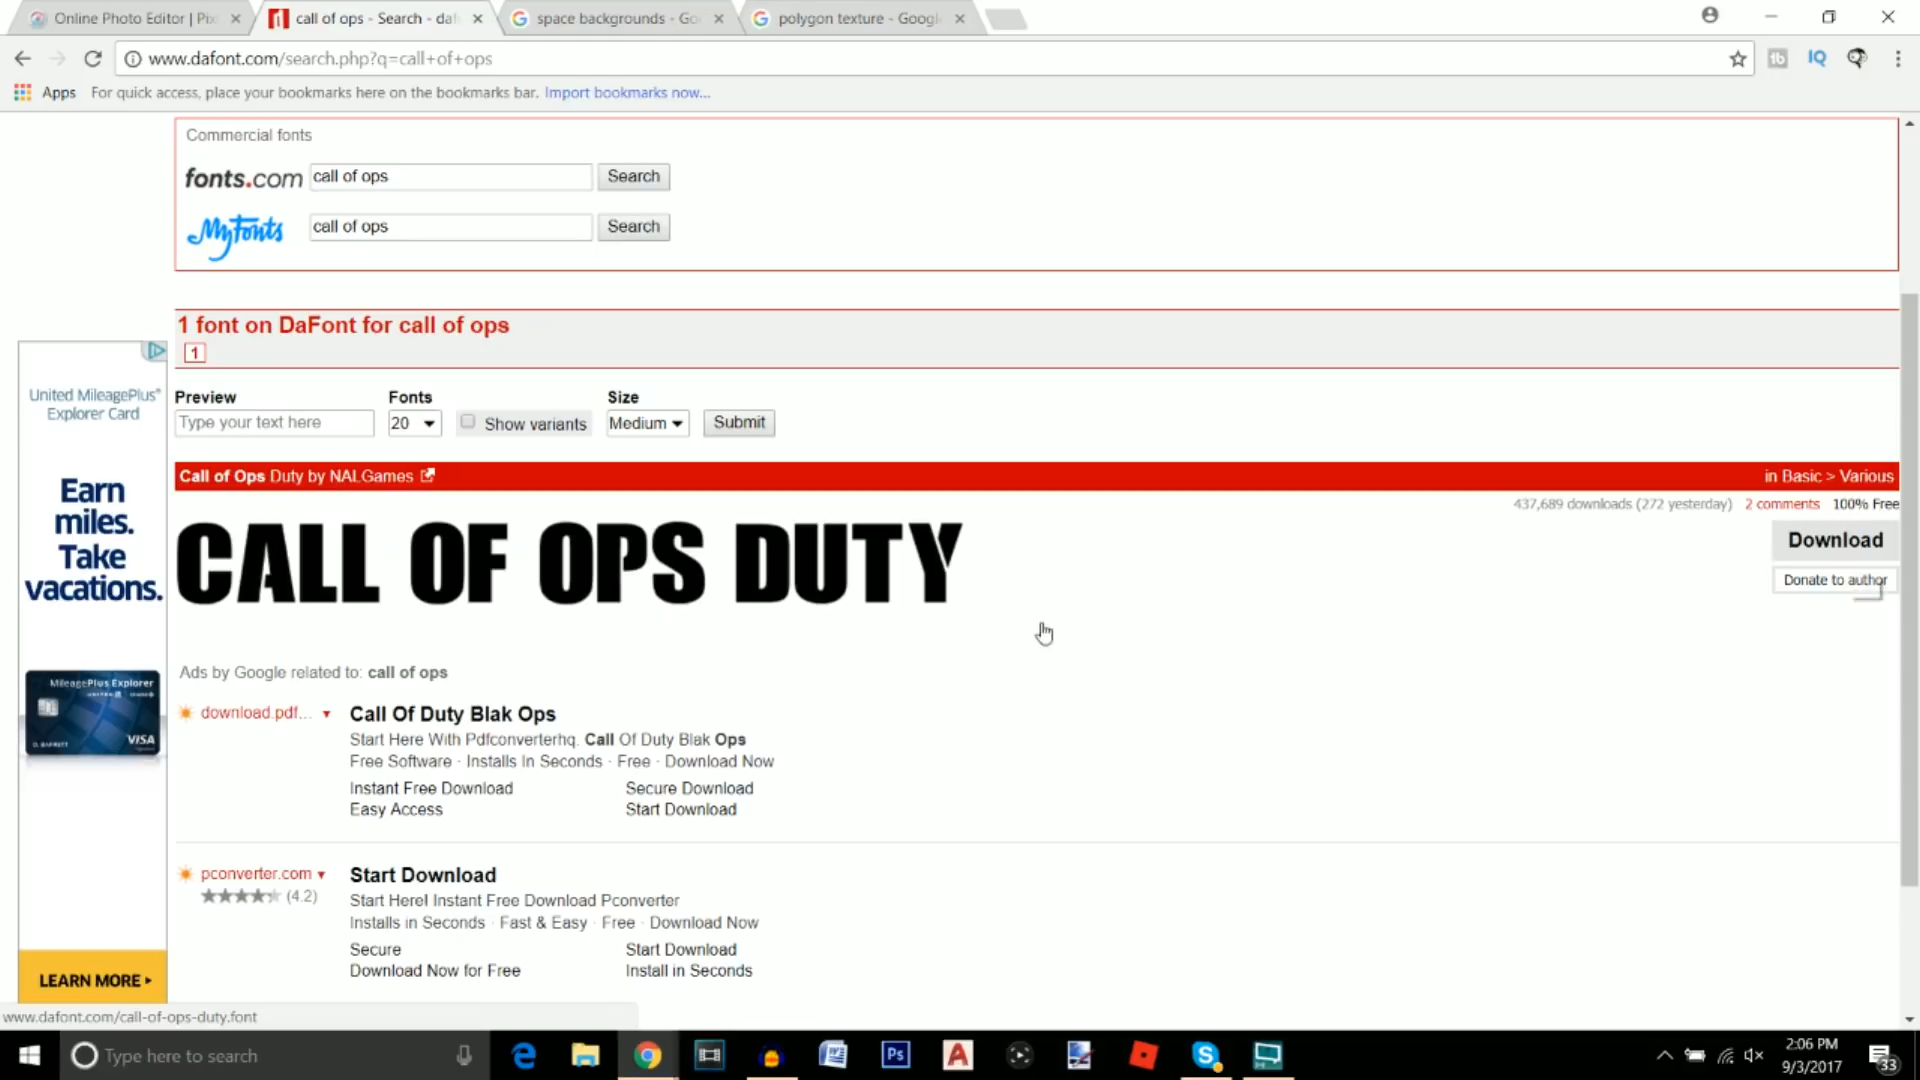 Online Photo Editor | Pix
call of ops - Search - daf
space backgrounds - Go
polygon texture - Googl
www.dafont.com/search.php?q=call+of+ops
Apps
For quick access, place your bookmarks here on the bookmarks bar. Import bookmarks now...
Commercial fonts
fonts.com
call of ops
Search
MyFonts
call of ops
Search
1 font on DaFont for call of ops
1
Preview
Fonts
Size
Type your text here
20
Show variants
Medium
Submit
Call of Ops Duty by NALGames
in Basic > Various
437,689 downloads (272 yesterday) 2 comments 100% Free
CALL OF OPS DUTY
Download
Donate to author
Ads by Google related to: call of ops
download.pdf...
Call Of Duty Blak Ops
Start Here With Pdfconverterhq. Call Of Duty Blak Ops
Free Software · Installs In Seconds · Free · Download Now
Instant Free Download
Secure Download
Easy Access
Start Download
pconverter.com
(4.2)
Start Download
Start Here! Instant Free Download Pconverter
Installs in Seconds · Fast & Easy · Free · Download Now
Secure
Start Download
Download Now for Free
Install in Seconds
United MileagePlus®
Explorer Card
Earn
miles.
Take
vacations.
MileagePlus Explorer
VISA
LEARN MORE
www.dafont.com/call-of-ops-duty.font
Type here to search
Ps
2:06 PM
9/3/2017
33